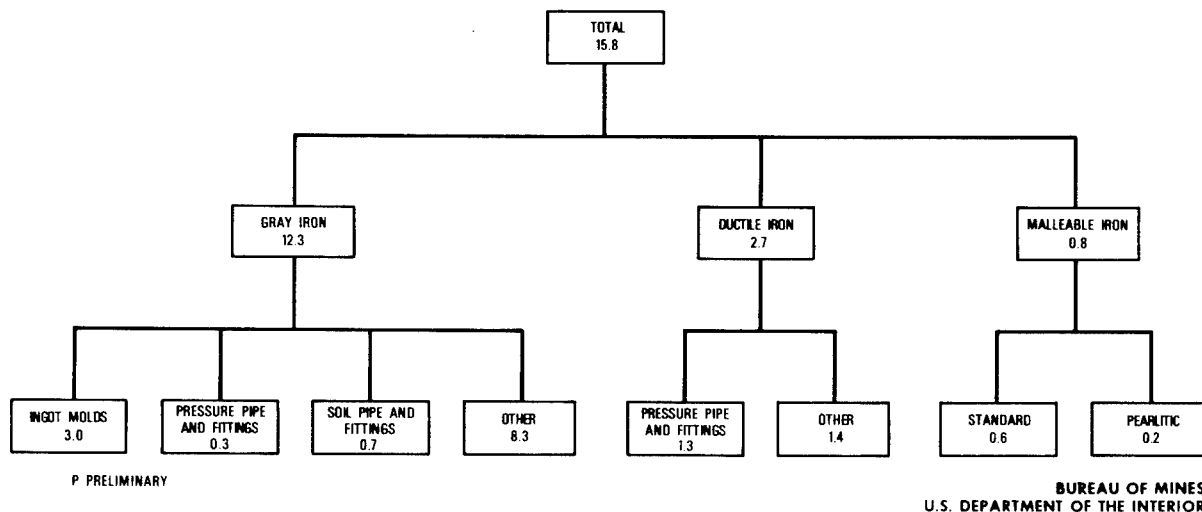 TOTAL
15.8
GRAY IRON
12.3
DUCTILE IRON
2.7
MALLEABLE IRON
0.8
INGOT MOLDS
3.0
PRESSURE PIPE
AND FITTINGS
0.3
SOIL PIPE AND
FITTINGS
0.7
OTHER
8.3
PRESSURE PIPE
AND FITTINGS
1.3
OTHER
1.4
STANDARD
0.6
PEARLITIC
0.2
P PRELIMINARY
BUREAU OF MINES
U.S. DEPARTMENT OF THE INTERIOR